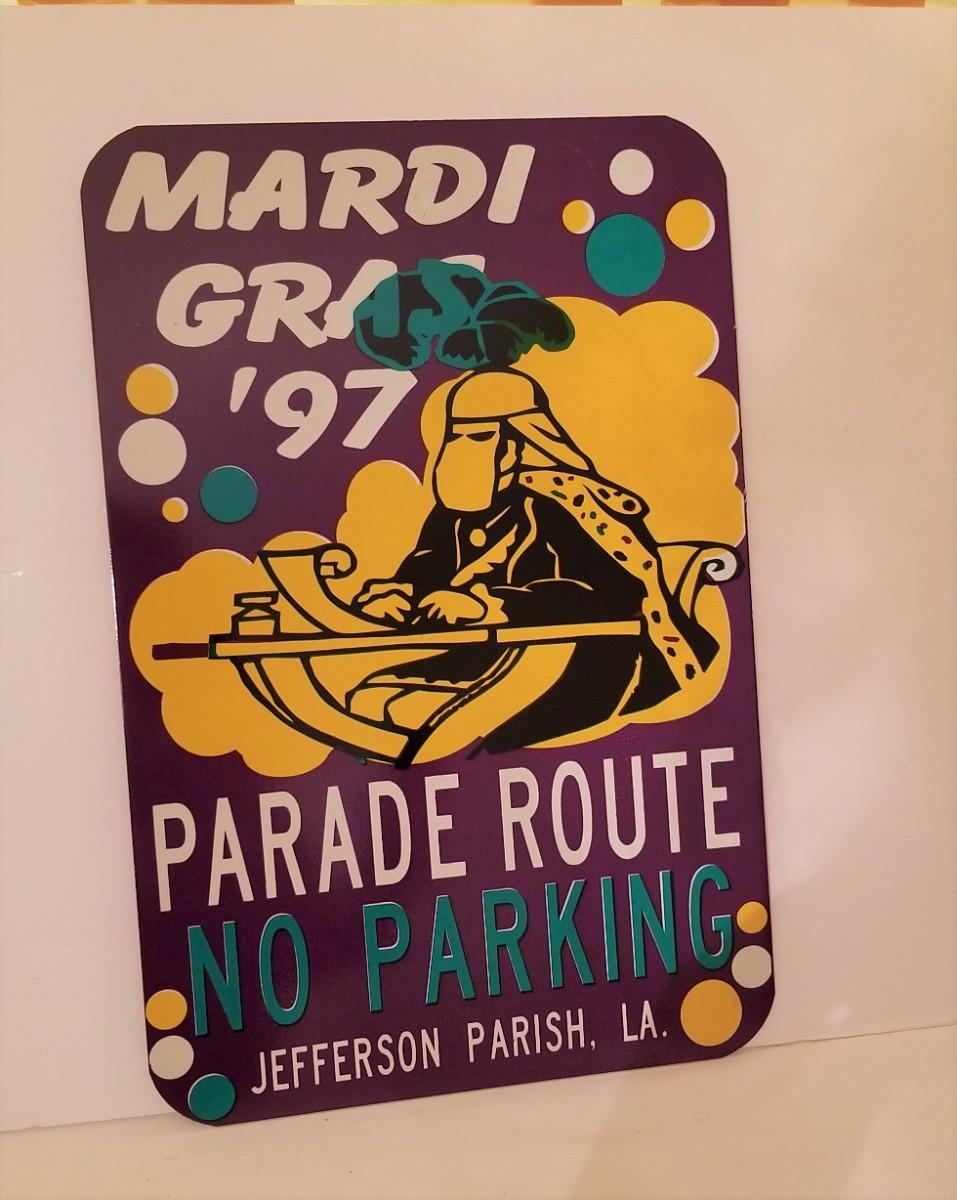 MARDI
GRAS
'97
PARADE ROUTE
NO PARKING
JEFFERSON PARISH, LA.